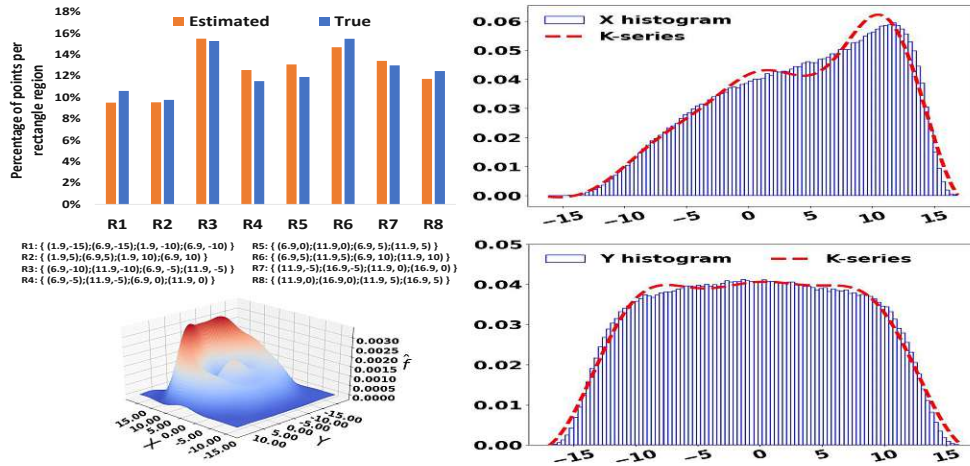 Estimated True
Percentage of points per
rectangle region
18%
16%
14%
12%
10%
8%
6%
4%
2%
0%
R1 R2 R3 R4 R5 R6 R7 R8
R1: { (1.9,-15);(6.9,-15);(1.9, -10);(6.9, -10) }
R2: { (1.9,5);(6.9,5);(1.9, 10);(6.9, 10) }
R3: { (6.9,-10);(11.9,-10);(6.9, -5);(11.9, -5) }
R4: { (6.9,-5);(11.9,-5);(6.9, 0);(11.9, 0) }
R5: { (6.9,0);(11.9,0);(6.9, 5);(11.9, 5) }
R6: { (6.9,5);(11.9,5);(6.9, 10);(11.9, 10) }
R7: { (11.9,-5);(16.9,-5);(11.9, 0);(16.9, 0) }
R8: { (11.9,0);(16.9,0);(11.9, 5);(16.9, 5) }
0.0030
0.0025
0.0020
0.0015
0.0010
0.0005
0.0000
f̂
15.00
10.00
5.00
0.00
-5.00
-10.00
-15.00
X
-15.00
-10.00
-5.00
0.00
5.00
10.00
Y
X histogram
K-series
0.06
0.05
0.04
0.03
0.02
0.01
0.00
−15 −10 −5 0 5 10 15
Y histogram K-series
0.05
0.04
0.03
0.02
0.01
0.00
−15 −10 −5 0 5 10 15